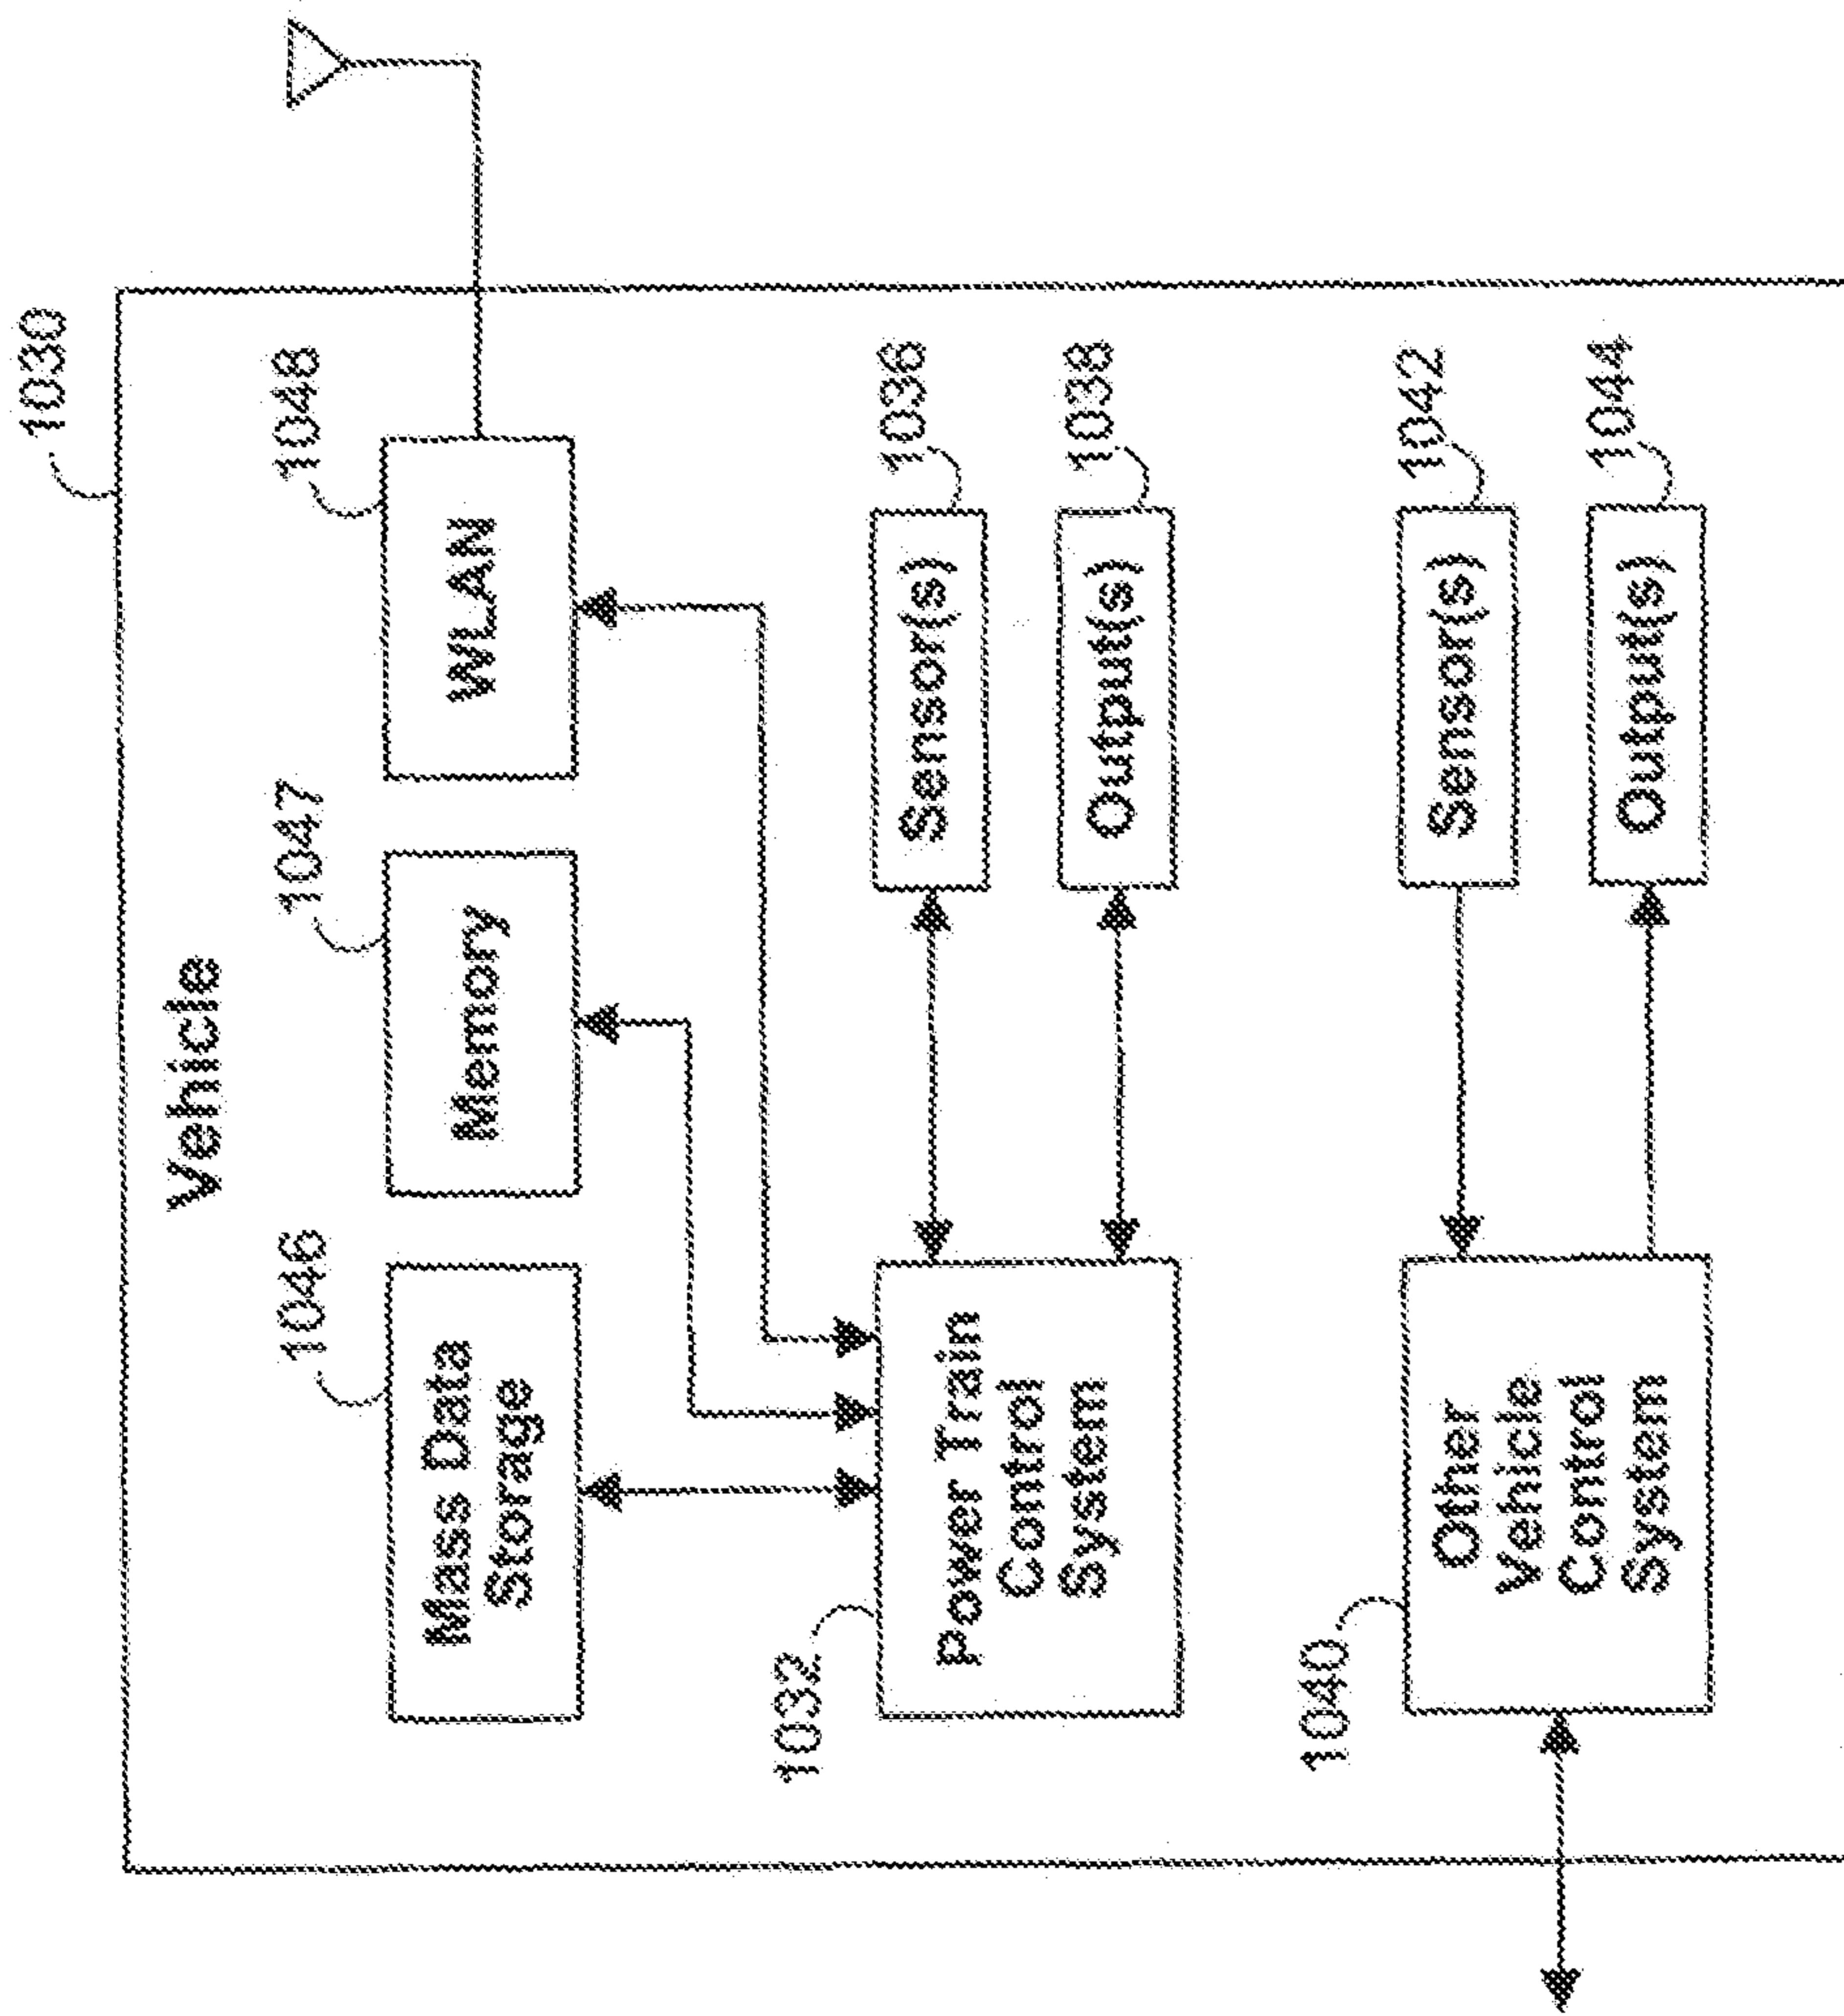 1030
Vehicle
1046
1047
1048
Mass Data
Storage
Memory
WLAN
1032
Power Train
Control
System
Sensor(s)
1036
Output(s)
1038
1040
Other
Vehicle
Control
System
Sensor(s)
1042
Output(s)
1044